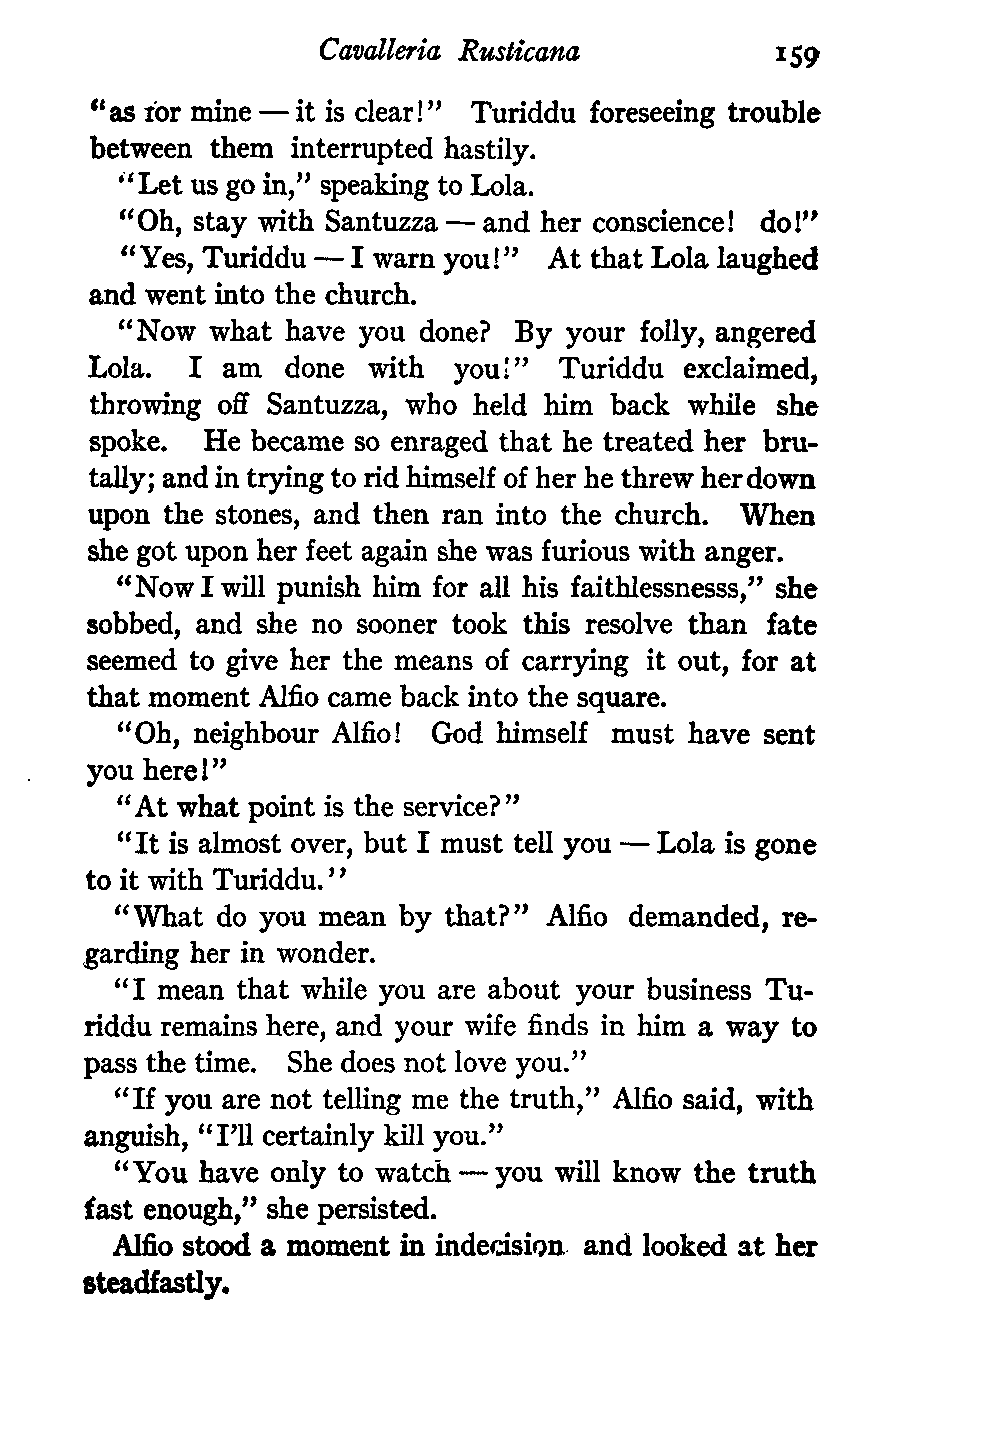 Cavalleria Rusticana 159
"as for mine — it is clear!" Turiddu foreseeing trouble
between them interrupted hastily.
"Let us go in," speaking to Lola.
"Oh, stay with Santuzza — and her conscience! do!"
"Yes, Turiddu — I warn you!" At that Lola laughed
and went into the church.
"Now what have you done? By your folly, angered
Lola. I am done with you!" Turiddu exclaimed,
throwing off Santuzza, who held him back while she
spoke. He became so enraged that he treated her bru-
tally; and in trying to rid himself of her he threw her down
upon the stones, and then ran into the church. When
she got upon her feet again she was furious with anger.
"Now I will punish him for all his faithlessnesss," she
sobbed, and she no sooner took this resolve than fate
seemed to give her the means of carrying it out, for at
that moment Alfio came back into the square.
"Oh, neighbour Alfio! God himself must have sent
you here!"
"At what point is the service?"
"It is almost over, but I must tell you — Lola is gone
to it with Turiddu."
"What do you mean by that?" Alfio demanded, re-
garding her in wonder.
"I mean that while you are about your business Tu-
riddu remains here, and your wife finds in him a way to
pass the time. She does not love you."
"If you are not telling me the truth," Alfio said, with
anguish, "I'll certainly kill you."
"You have only to watch — you will know the truth
fast enough," she persisted.
Alfio stood a moment in indecision and looked at her
steadfastly.